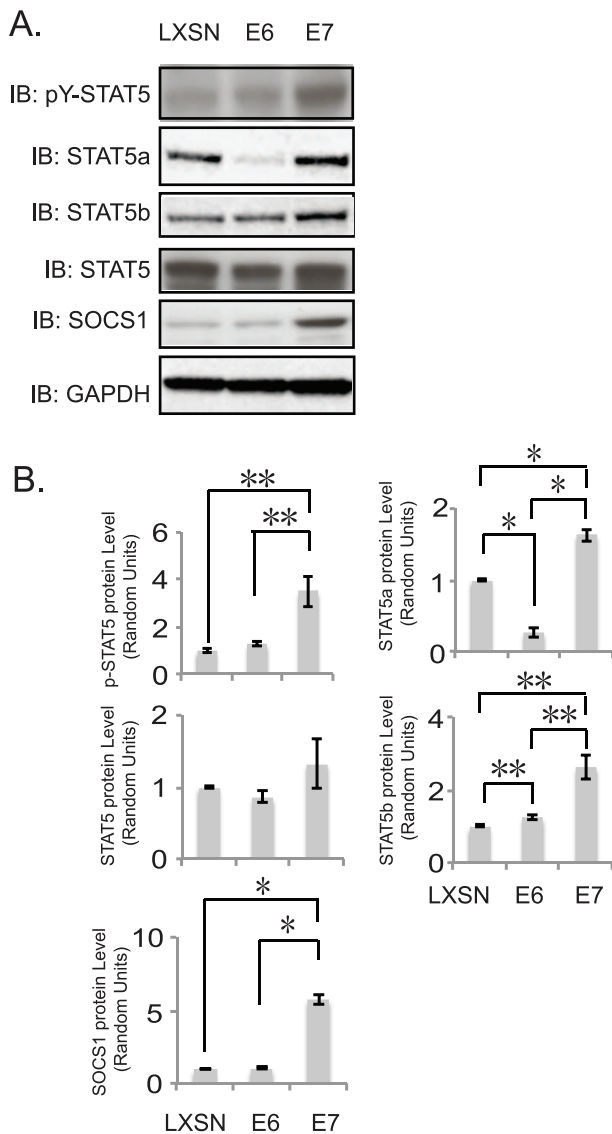 A.
LXSN E6 E7
IB: pY-STAT5
IB: STAT5a
IB: STAT5b
IB: STAT5
IB: SOCS1
IB: GAPDH
B.
p-STAT5 protein Level
(Random Units)
6
4
2
0
**
**
STAT5a protein Level
(Random Units)
2
1
0
*
*
*
STAT5 protein Level
(Random Units)
2
1
0
STAT5b protein Level
(Random Units)
4
2
0
**
**
**
LXSN E6 E7
SOCS1 protein Level
(Random Units)
10
5
0
*
*
LXSN E6 E7